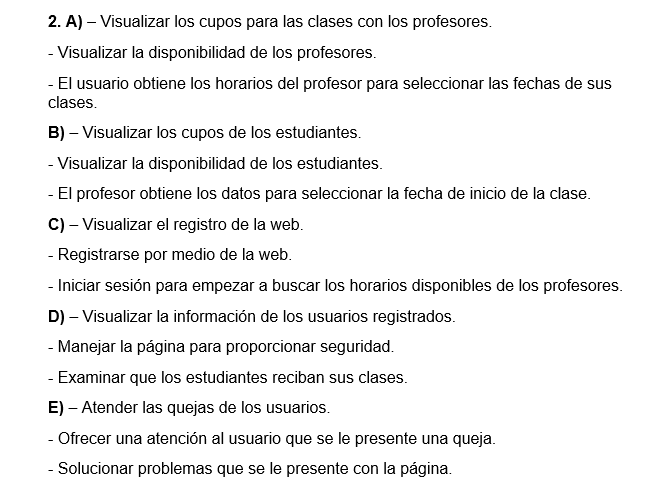 2. A) – Visualizar los cupos para las clases con los profesores.
- Visualizar la disponibilidad de los profesores.
- El usuario obtiene los horarios del profesor para seleccionar las fechas de sus
clases.
B) – Visualizar los cupos de los estudiantes.
- Visualizar la disponibilidad de los estudiantes.
- El profesor obtiene los datos para seleccionar la fecha de inicio de la clase.
C) – Visualizar el registro de la web.
- Registrarse por medio de la web.
- Iniciar sesión para empezar a buscar los horarios disponibles de los profesores.
D) – Visualizar la información de los usuarios registrados.
- Manejar la página para proporcionar seguridad.
- Examinar que los estudiantes reciban sus clases.
E) – Atender las quejas de los usuarios.
- Ofrecer una atención al usuario que se le presente una queja.
- Solucionar problemas que se le presente con la página.